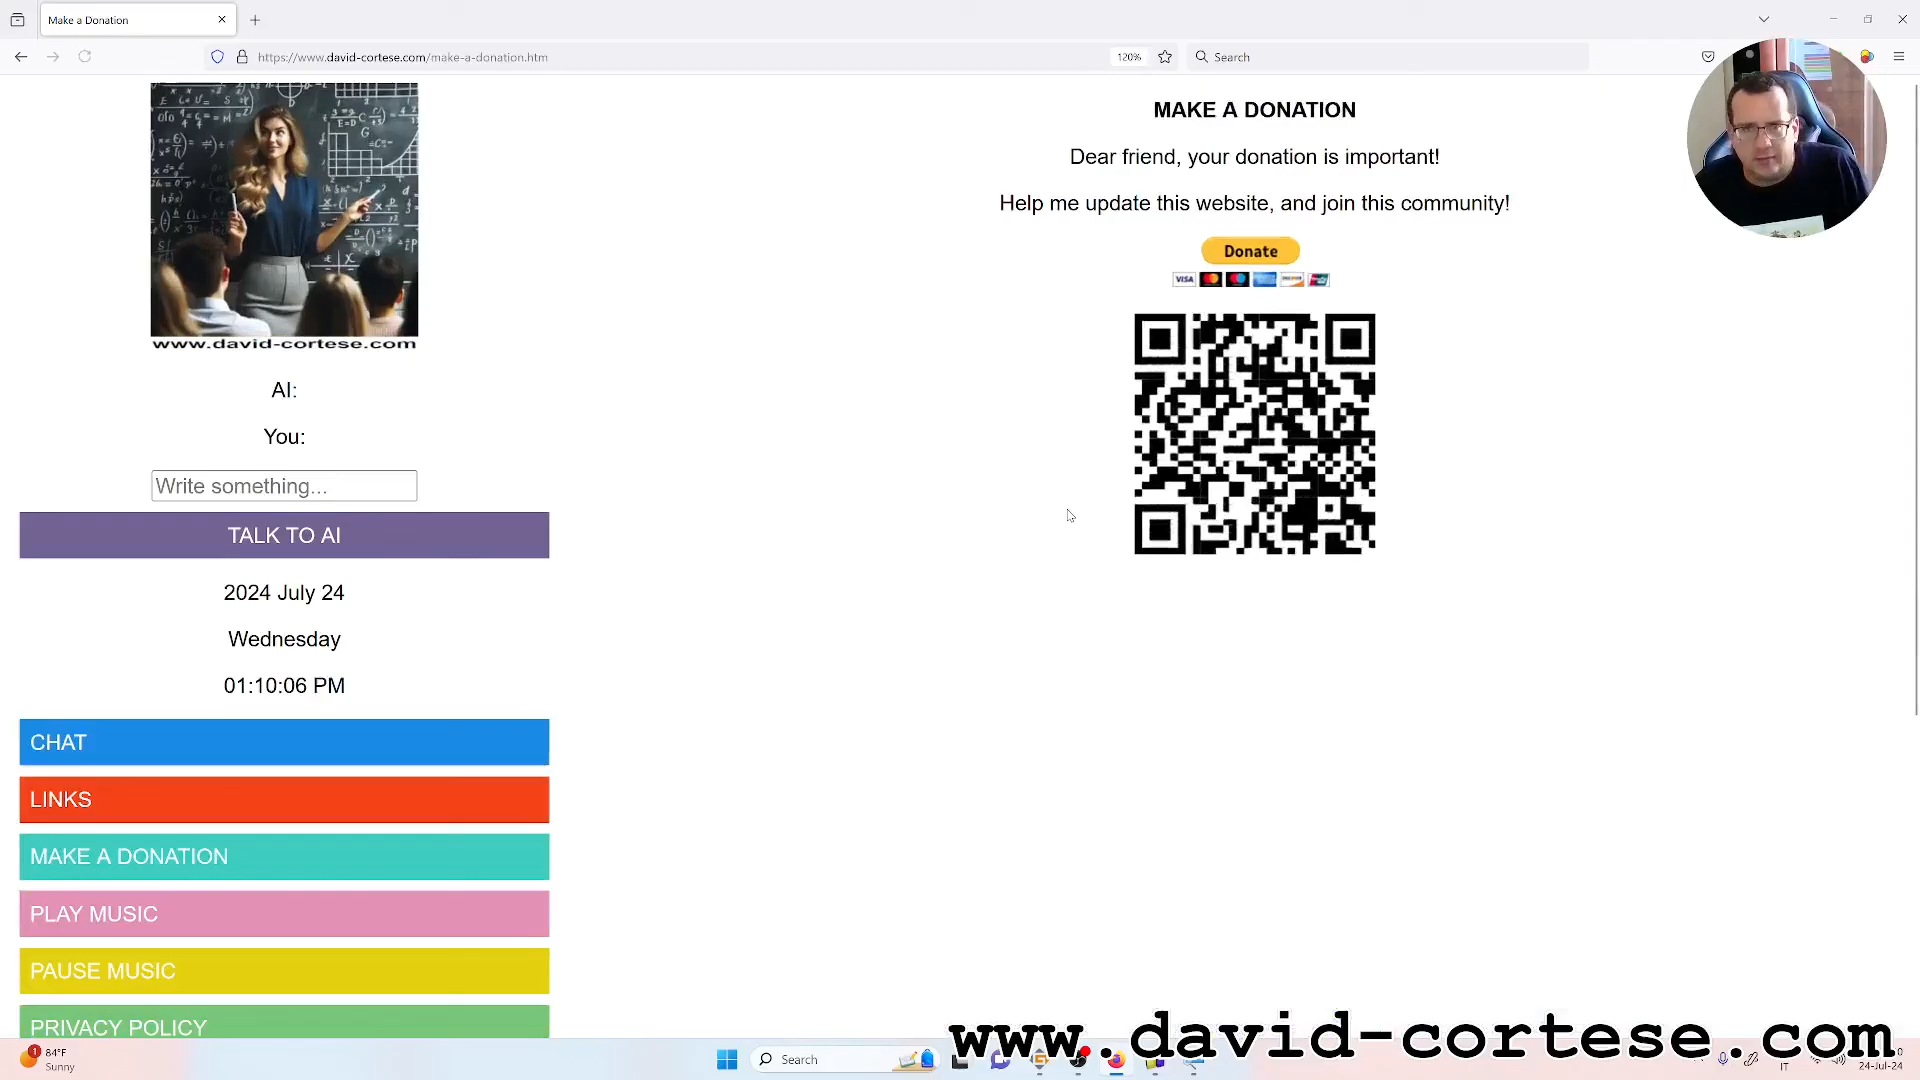 Make a Donation
https://www.david-cortese.com/make-a-donation.htm
120%
Search
www.david-cortese.com
AI:
You:
Write something...
TALK TO AI
2024 July 24
Wednesday
01:10:06 PM
CHAT
LINKS
MAKE A DONATION
PLAY MUSIC
PAUSE MUSIC
PRIVACY POLICY
MAKE A DONATION
Dear friend, your donation is important!
Help me update this website, and join this community!
Donate
VISA
www.david-cortese.com
1
84°F
Sunny
Search
IT
24-Jul-24